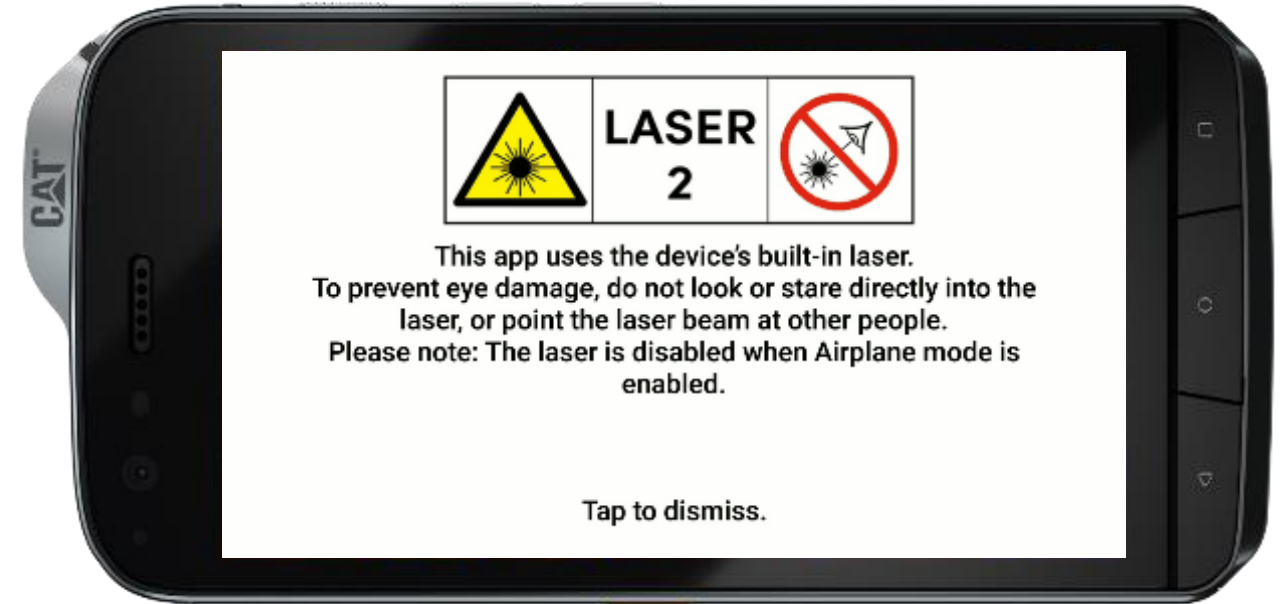 CAT
LASER
2
This app uses the device's built-in laser.
To prevent eye damage, do not look or stare directly into the
laser, or point the laser beam at other people.
Please note: The laser is disabled when Airplane mode is
enabled.
Tap to dismiss.